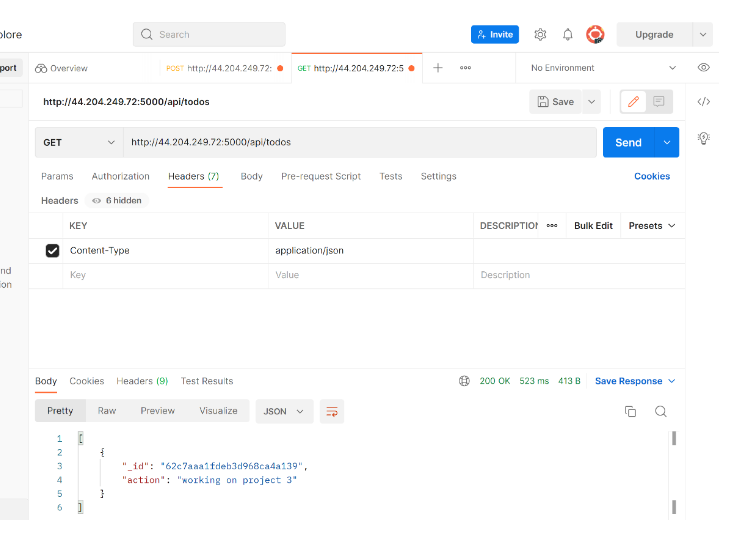 plore
Search
Invite
Upgrade
port
Overview
POST http://44.204.249.72:
GET http://44.204.249.72:5
No Environment
http://44.204.249.72:5000/api/todos
Save
GET
http://44.204.249.72:5000/api/todos
Send
Params Authorization Headers (7) Body Pre-request Script Tests Settings Cookies
Headers 6 hidden
KEY VALUE DESCRIPTION Bulk Edit Presets
Content-Type application/json
Key Value Description
nd
ion
Body Cookies Headers (9) Test Results 200 OK 523 ms 413 B Save Response
Pretty Raw Preview Visualize JSON
1 [
2 {
3 "_id": "62c7aaa1fdeb3d968ca4a139",
4 "action": "working on project 3"
5 }
6 ]